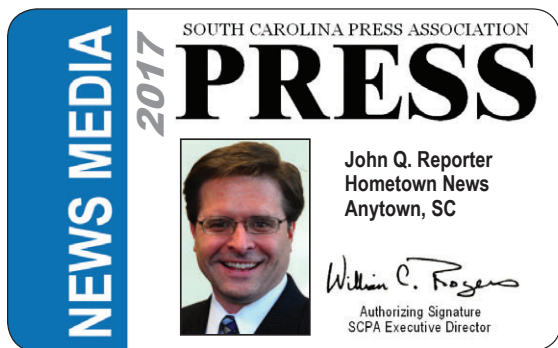 NEWS MEDIA
2017
SOUTH CAROLINA PRESS ASSOCIATION
PRESS
John Q. Reporter
Hometown News
Anytown, SC
William C. Rogers
Authorizing Signature
SCPA Executive Director